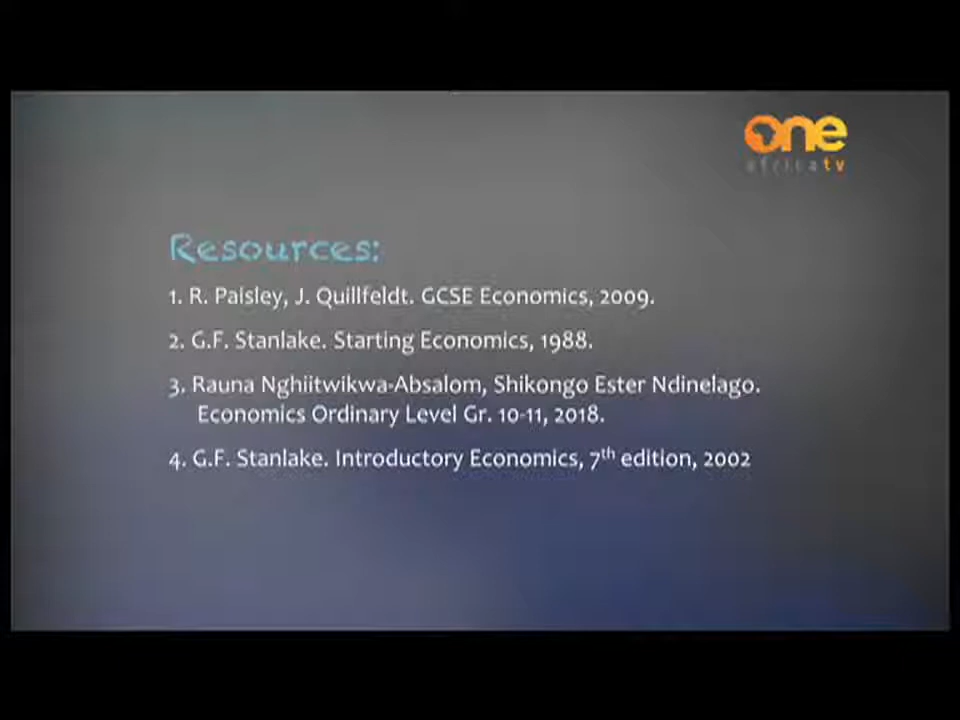 one
africa tv
Resources:
1. R. Paisley, J. Quillfeldt. GCSE Economics, 2009.
2. G.F. Stanlake. Starting Economics, 1988.
3. Rauna Nghiitwikwa-Absalom, Shikongo Ester Ndinelago.
Economics Ordinary Level Gr. 10-11, 2018.
4. G.F. Stanlake. Introductory Economics, 7th edition, 2002